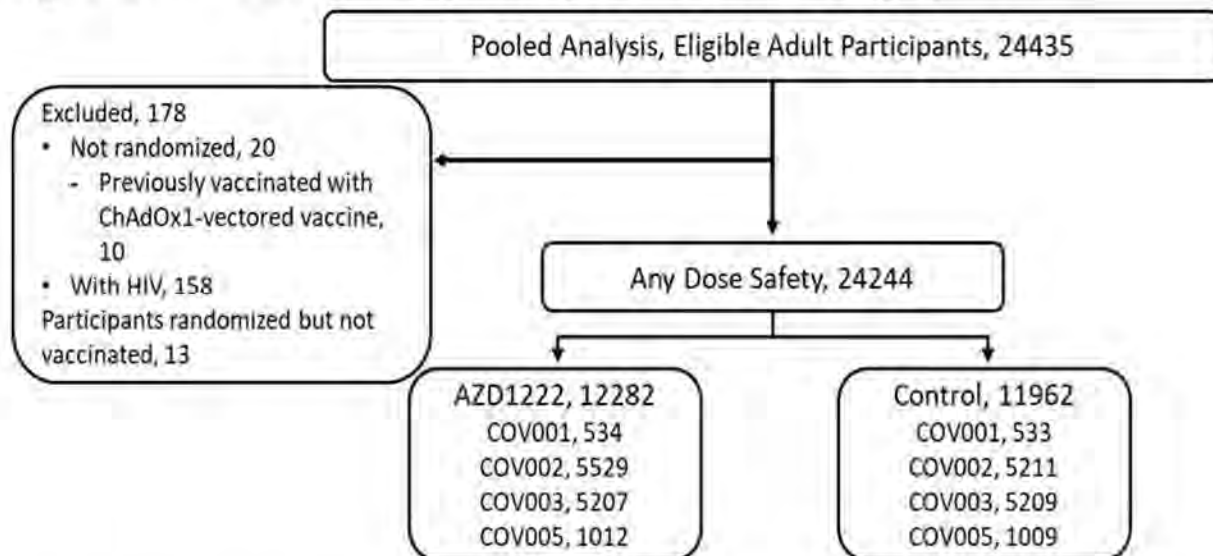 Pooled Analysis, Eligible Adult Participants, 24435
Excluded, 178
• Not randomized, 20
- Previously vaccinated with
ChAdOx1-vectored vaccine,
10
• With HIV, 158
Participants randomized but not
vaccinated, 13
Any Dose Safety, 24244
AZD1222, 12282
COV001, 534
COV002, 5529
COV003, 5207
COV005, 1012
Control, 11962
COV001, 533
COV002, 5211
COV003, 5209
COV005, 1009